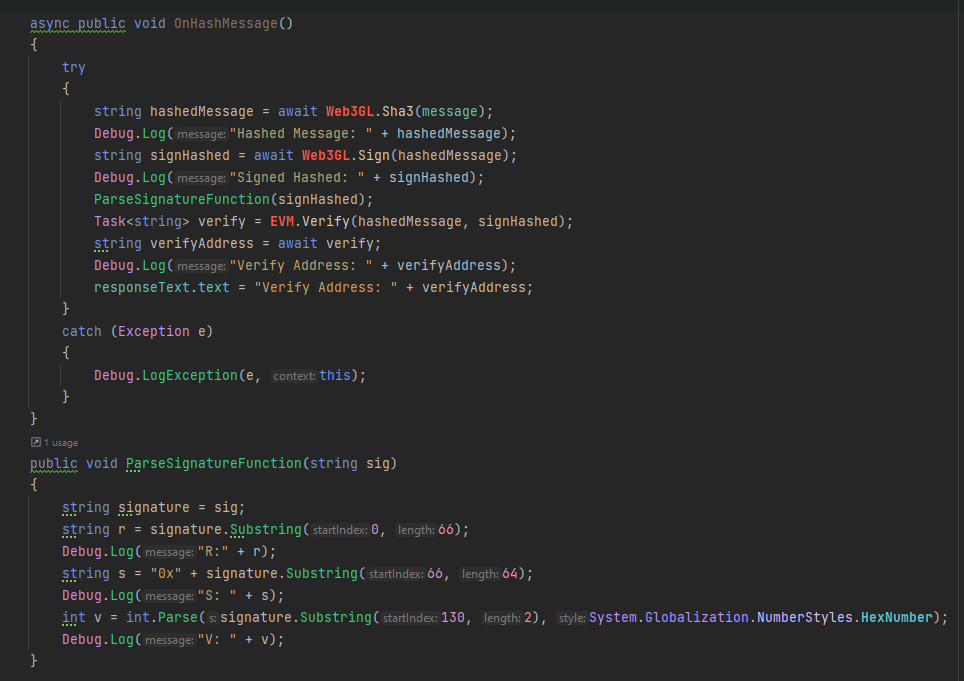 async public void OnHashMessage()
{
try
{
string hashedMessage = await Web3GL.Sha3(message);
Debug.Log( message: "Hashed Message: " + hashedMessage);
string signHashed = await Web3GL.Sign(hashedMessage);
Debug.Log( message: "Signed Hashed: " + signHashed);
ParseSignatureFunction(signHashed);
Task<string> verify = EVM.Verify(hashedMessage, signHashed);
string verifyAddress = await verify;
Debug.Log( message: "Verify Address: " + verifyAddress);
responseText.text = "Verify Address: " + verifyAddress;
}
catch (Exception e)
{
Debug.LogException(e, context: this);
}
}
1 usage
public void ParseSignatureFunction(string sig)
{
string signature = sig;
string r = signature.Substring( startIndex: 0, length: 66);
Debug.Log( message: "R:" + r);
string s = "0x" + signature.Substring( startIndex: 66, length: 64);
Debug.Log( message: "S: " + s);
int v = int.Parse( s: signature.Substring( startIndex: 130, length: 2), style: System.Globalization.NumberStyles.HexNumber);
Debug.Log( message: "V: " + v);
}